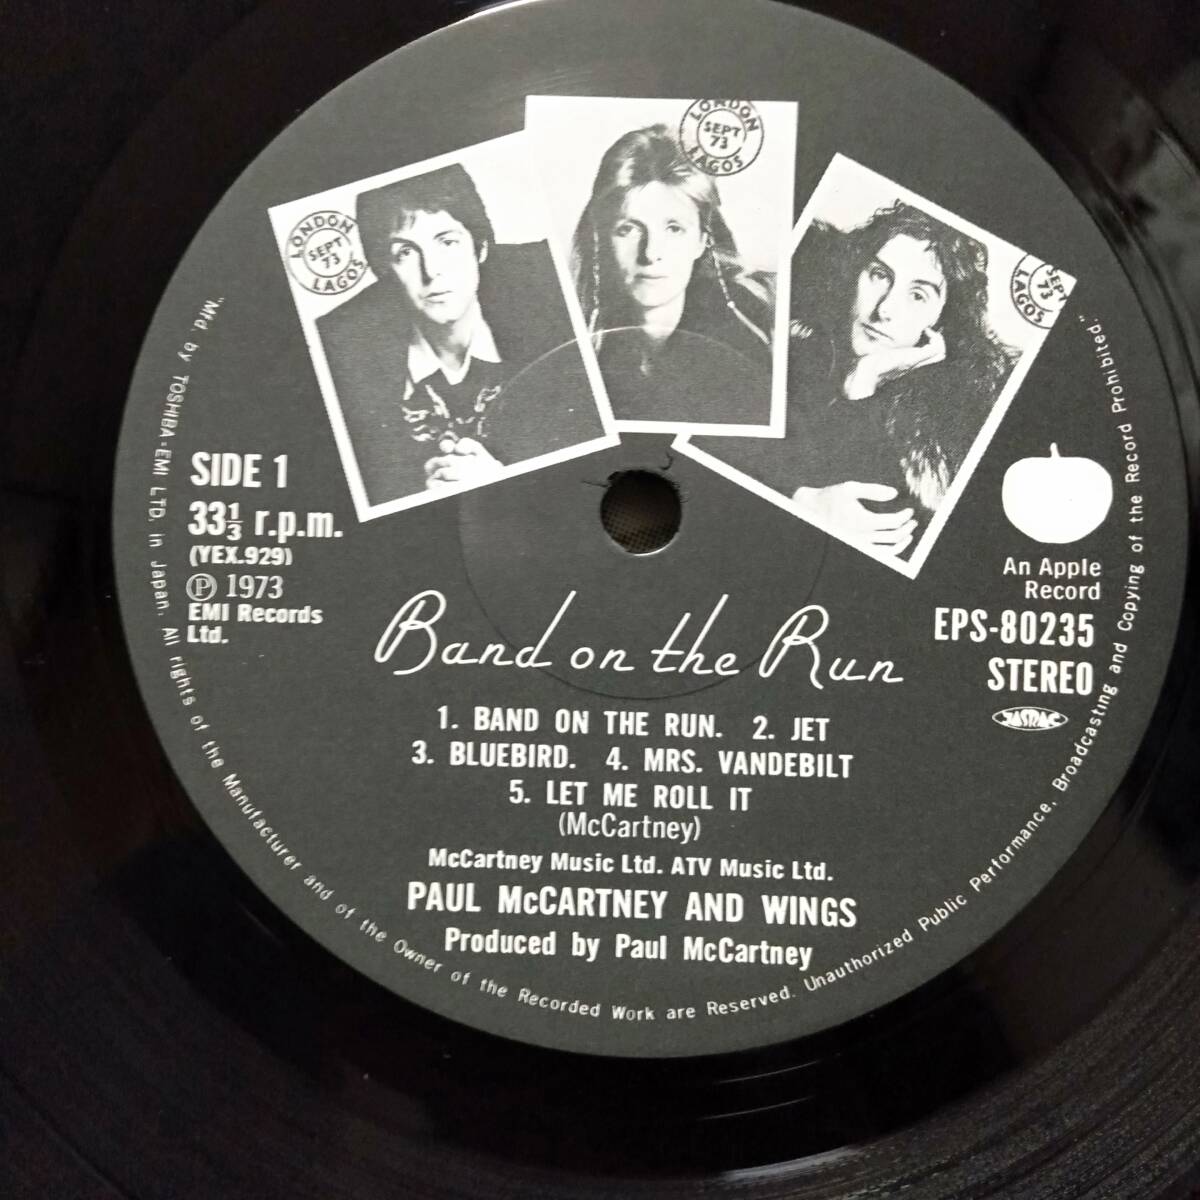 LONDON
SEPT
73
LAGOS
LONDON
SEPT
73
LAGOS
SEPT
73
LAGOS
SIDE 1
33⅓ r.p.m.
(YEX.929)
Ⓟ 1973
EMI Records
Ltd.
An Apple
Record
EPS-80235
STEREO
JASRAC
Band on the Run
1. BAND ON THE RUN. 2. JET
3. BLUEBIRD. 4. MRS. VANDEBILT
5. LET ME ROLL IT
(McCartney)
McCartney Music Ltd. ATV Music Ltd.
PAUL McCARTNEY AND WINGS
Produced by Paul McCartney
"Mfd. by TOSHIBA-EMI LTD. in Japan. All rights of the Manufacturer and of the Owner of the Recorded Work are Reserved. Unauthorized Public Performance, Broadcasting and Copying of the Record Prohibited."